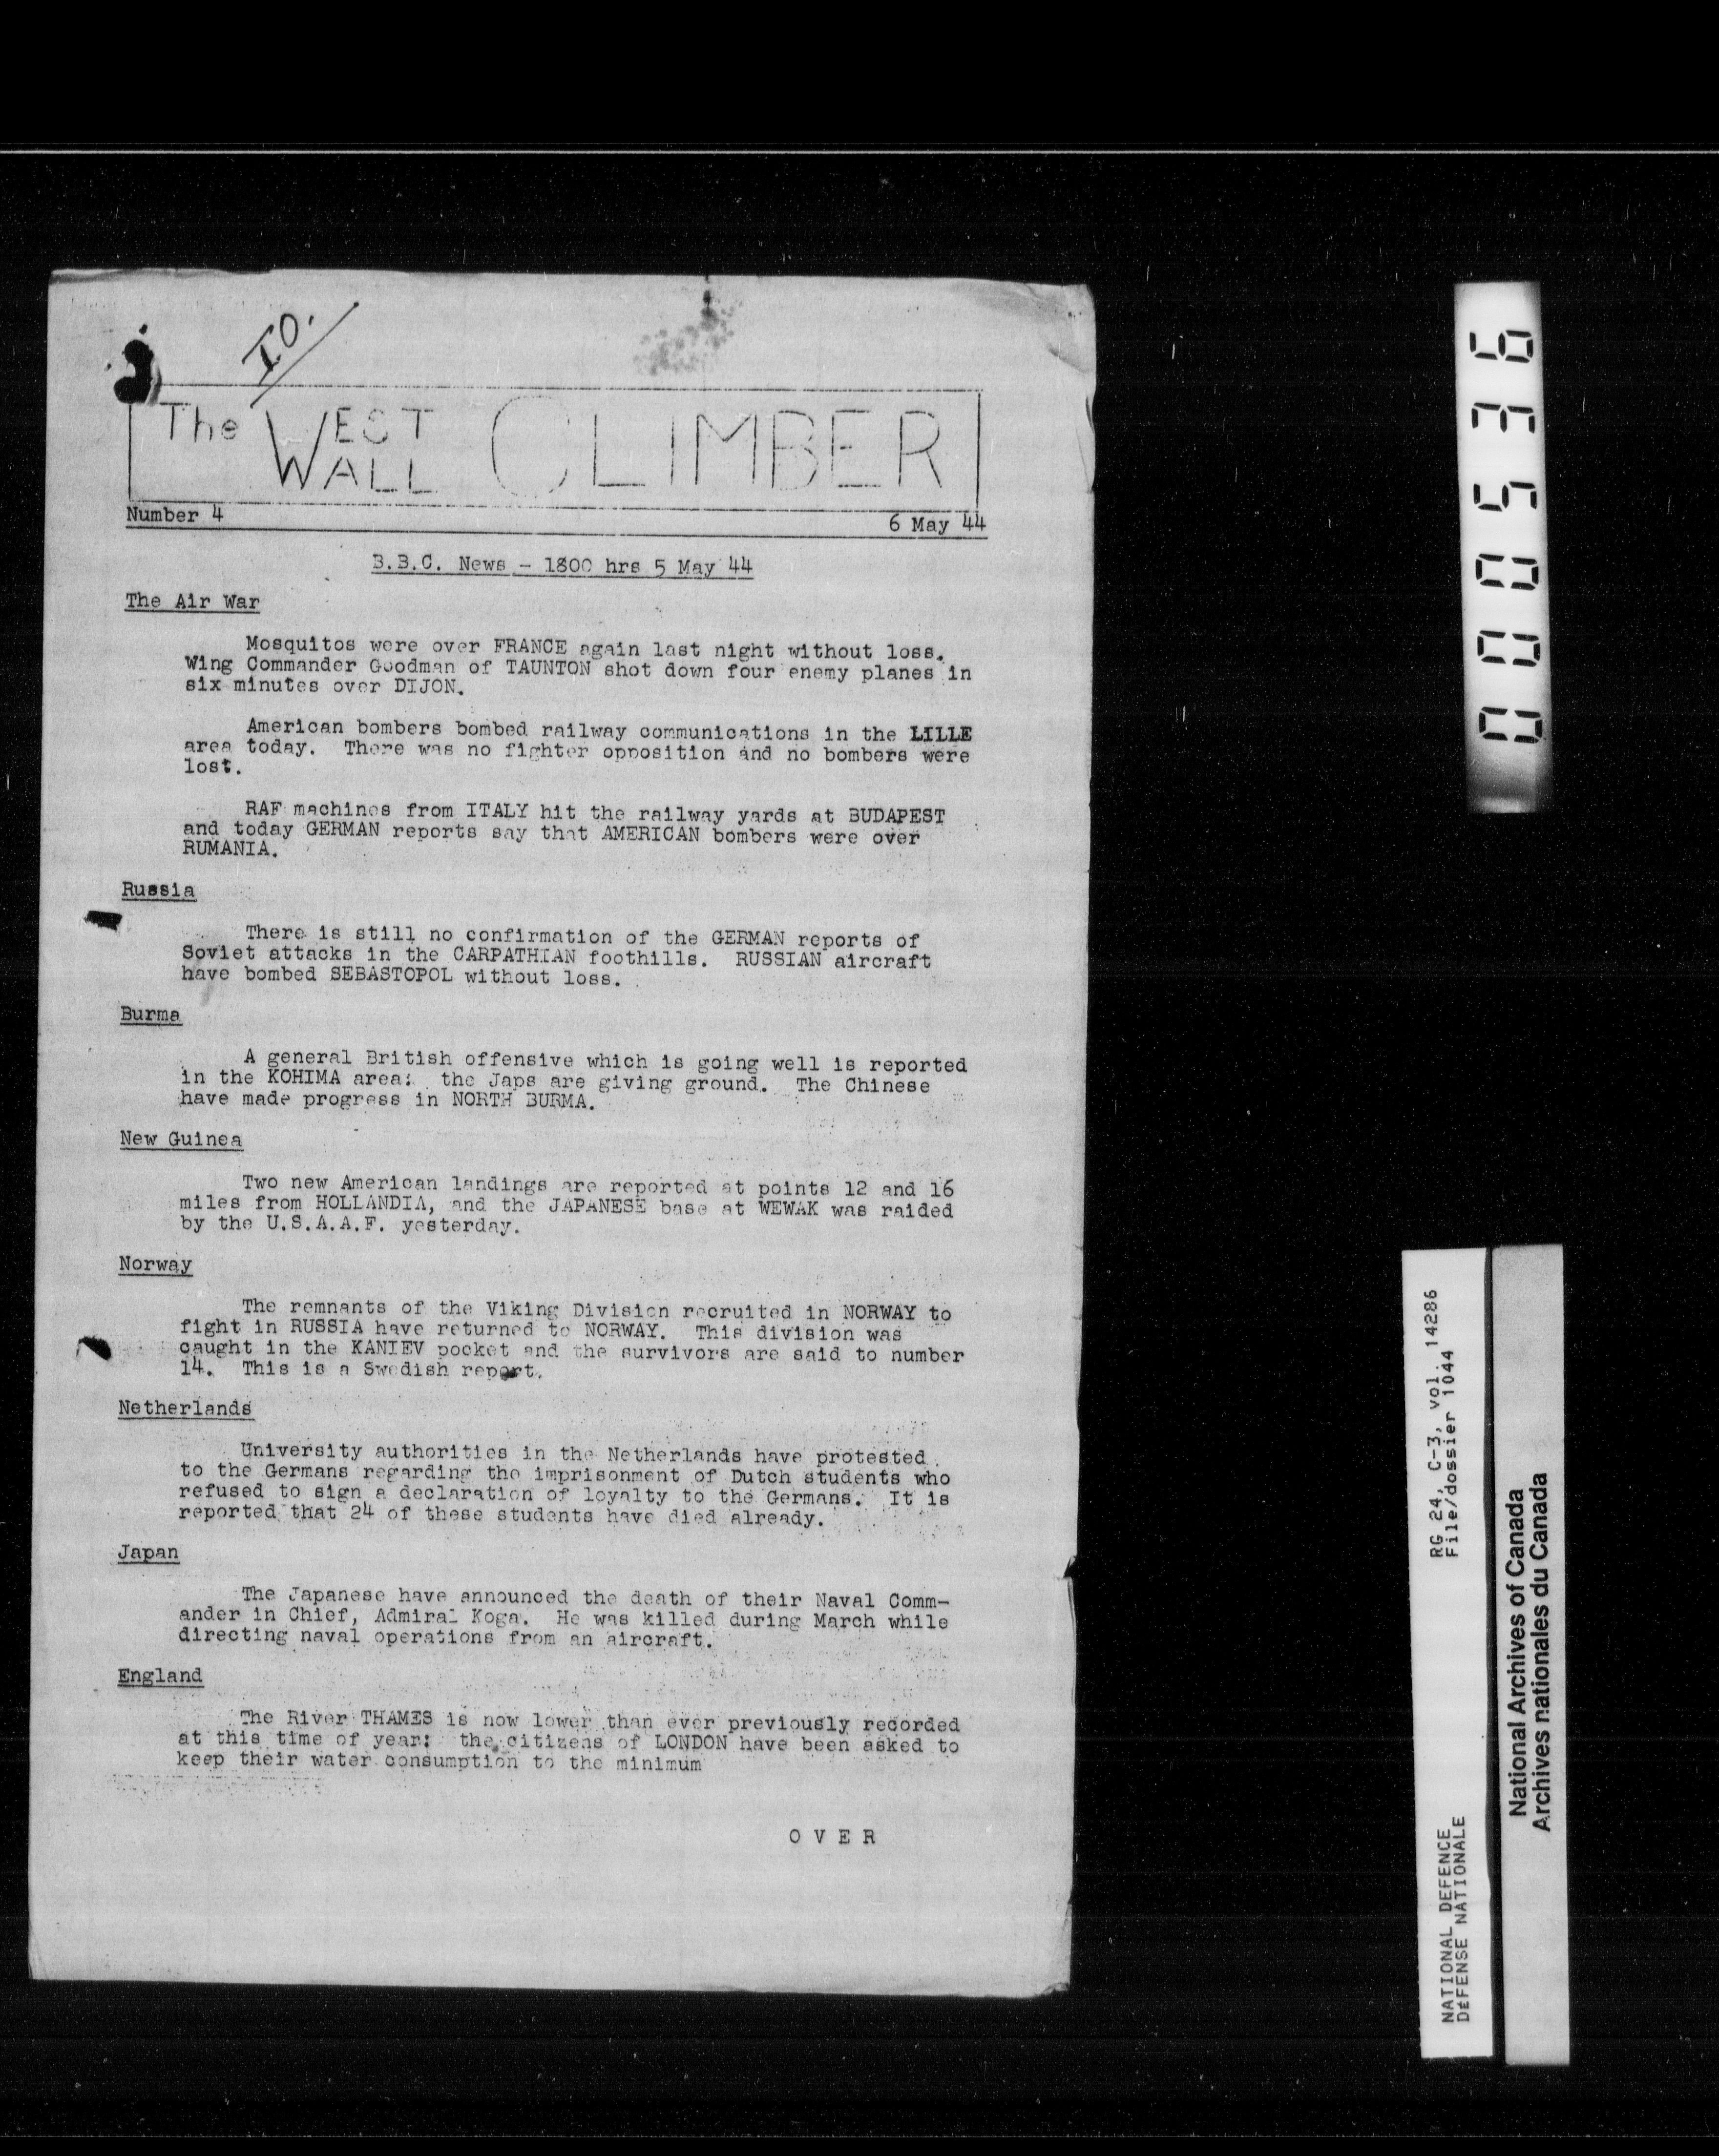 IO.
The WEST WALL CLIMBER
Number 4
6 May 44
B.B.C. News - 1800 hrs 5 May 44
The Air War
Mosquitos were over FRANCE again last night without loss.
Wing Commander Goodman of TAUNTON shot down four enemy planes in
six minutes over DIJON.
American bombers bombed railway communications in the LILLE
area today. There was no fighter opposition and no bombers were
lost.
RAF machines from ITALY hit the railway yards at BUDAPEST
and today GERMAN reports say that AMERICAN bombers were over
RUMANIA.
Russia
There is still no confirmation of the GERMAN reports of
Soviet attacks in the CARPATHIAN foothills. RUSSIAN aircraft
have bombed SEBASTOPOL without loss.
Burma
A general British offensive which is going well is reported
in the KOHIMA area: the Japs are giving ground. The Chinese
have made progress in NORTH BURMA.
New Guinea
Two new American landings are reported at points 12 and 16
miles from HOLLANDIA, and the JAPANESE base at WEWAK was raided
by the U.S.A.A.F. yesterday.
Norway
The remnants of the Viking Division recruited in NORWAY to
fight in RUSSIA have returned to NORWAY. This division was
caught in the KANIEV pocket and the survivors are said to number
14. This is a Swedish report.
Netherlands
University authorities in the Netherlands have protested
to the Germans regarding the imprisonment of Dutch students who
refused to sign a declaration of loyalty to the Germans. It is
reported that 24 of these students have died already.
Japan
The Japanese have announced the death of their Naval Comm-
ander in Chief, Admiral Koga. He was killed during March while
directing naval operations from an aircraft.
England
The River THAMES is now lower than ever previously recorded
at this time of year: the citizens of LONDON have been asked to
keep their water consumption to the minimum
O V E R
000536
NATIONAL DEFENCE RG 24, C-3, vol. 14286
DÉFENSE NATIONALE File/dossier 1044
National Archives of Canada
Archives nationales du Canada